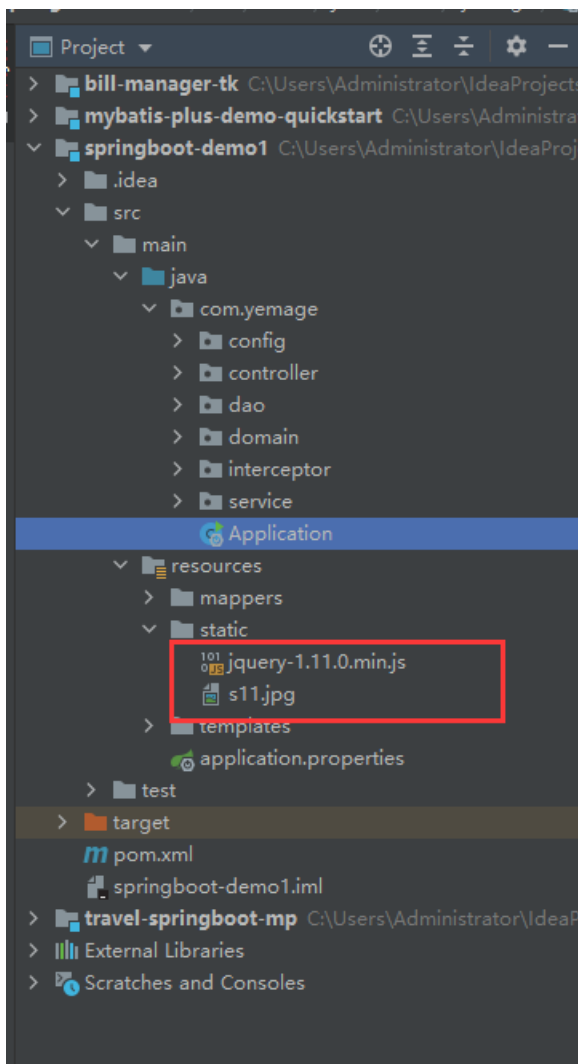 Project
bill-manager-tk C:\Users\Administrator\IdeaProjects
mybatis-plus-demo-quickstart C:\Users\Administra
springboot-demo1 C:\Users\Administrator\IdeaProj
.idea
src
main
java
com.yemage
config
controller
dao
domain
interceptor
service
Application
resources
mappers
static
jquery-1.11.0.min.js
s11.jpg
templates
application.properties
test
target
pom.xml
springboot-demo1.iml
travel-springboot-mp C:\Users\Administrator\IdeaP
External Libraries
Scratches and Consoles